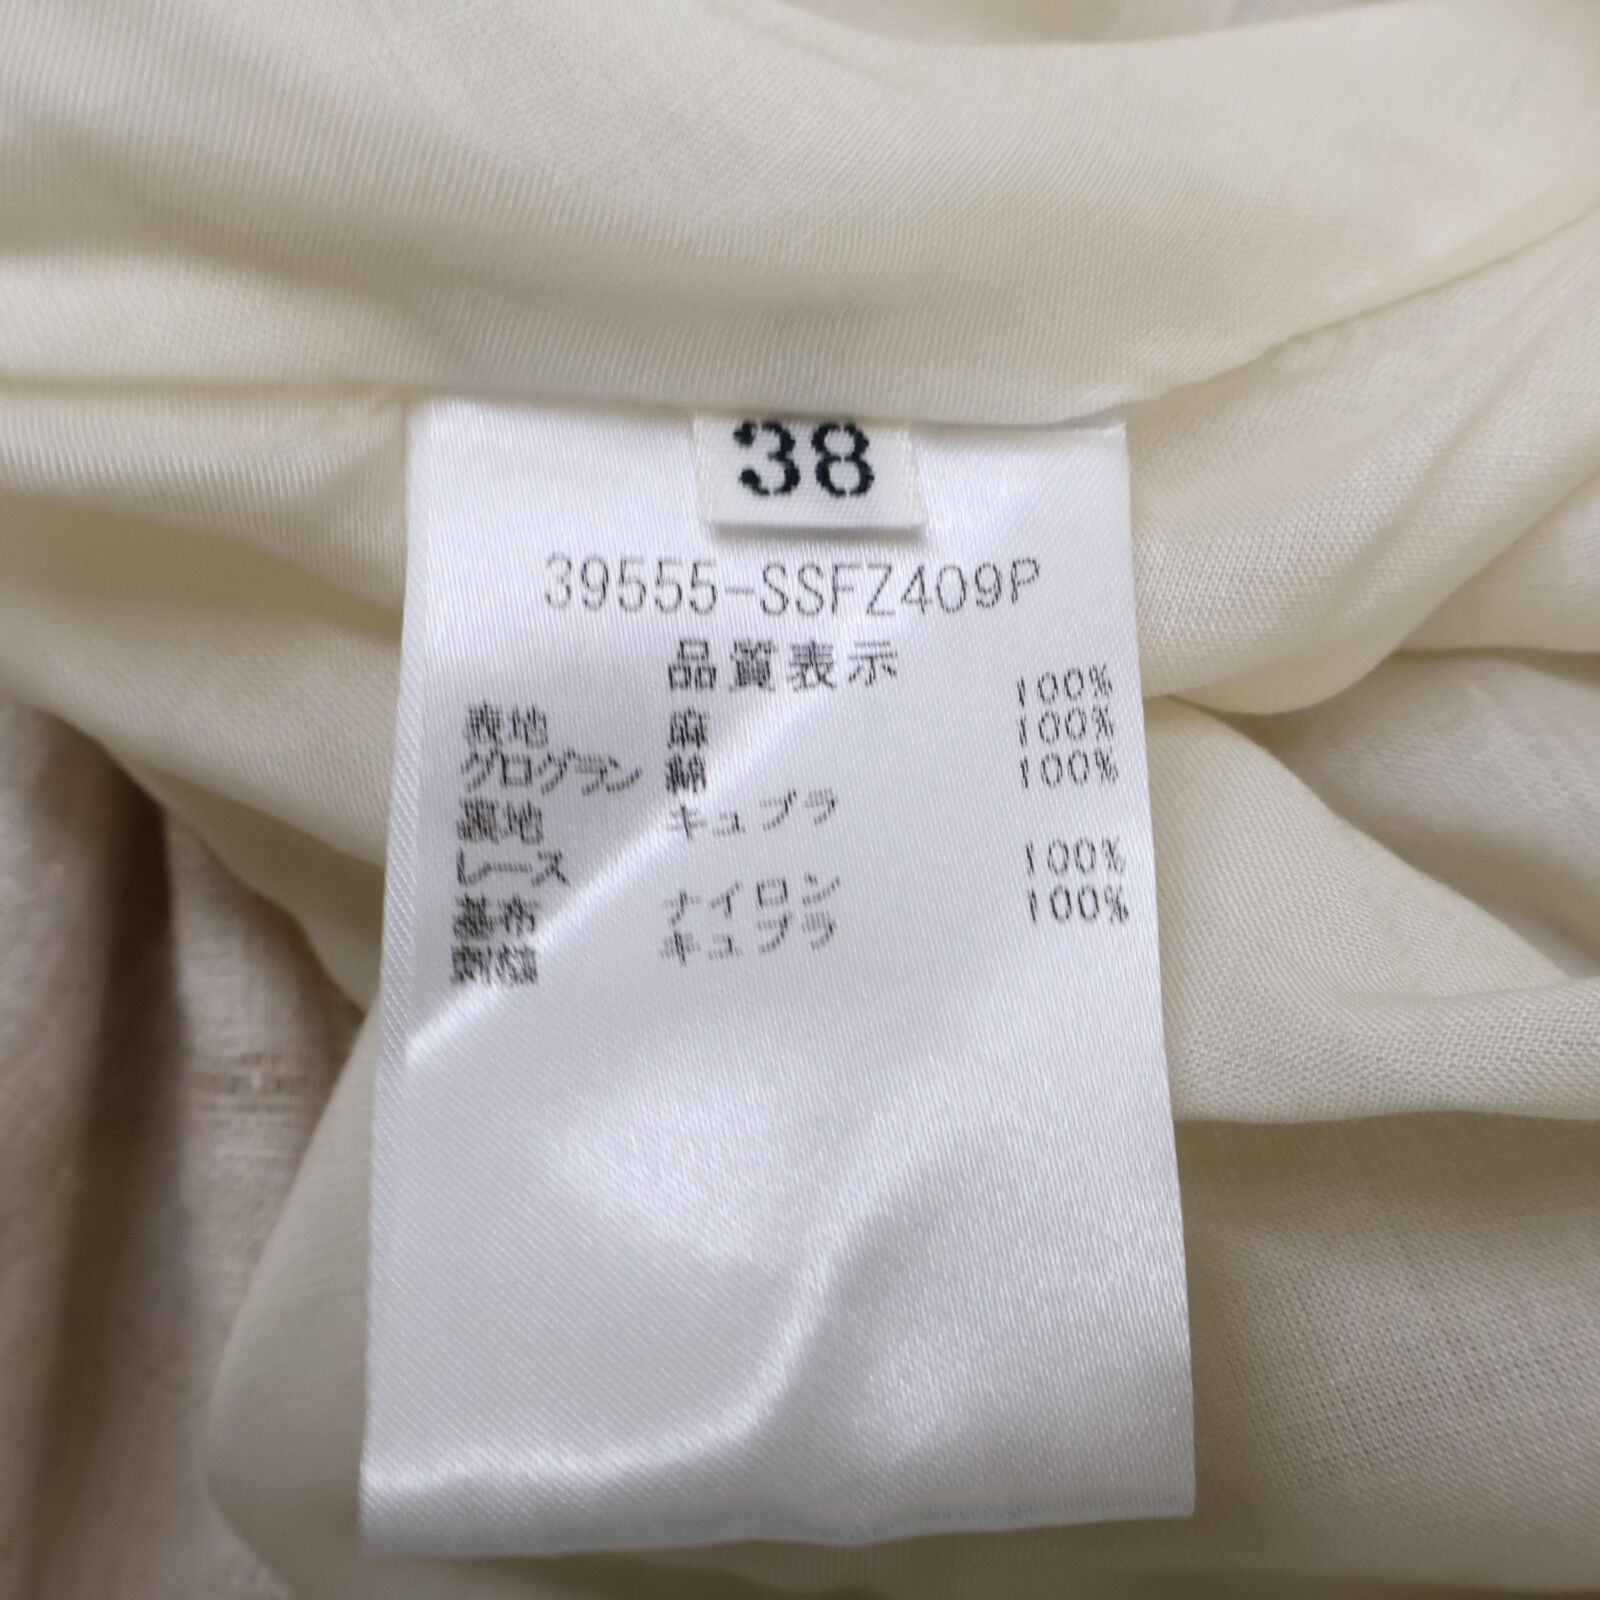 38
39555-SSFZ409P
品質表示
表地 麻 100%
グログラン 綿 100%
裏地 キュプラ 100%
レース
基布 ナイロン 100%
刺繍 キュプラ 100%